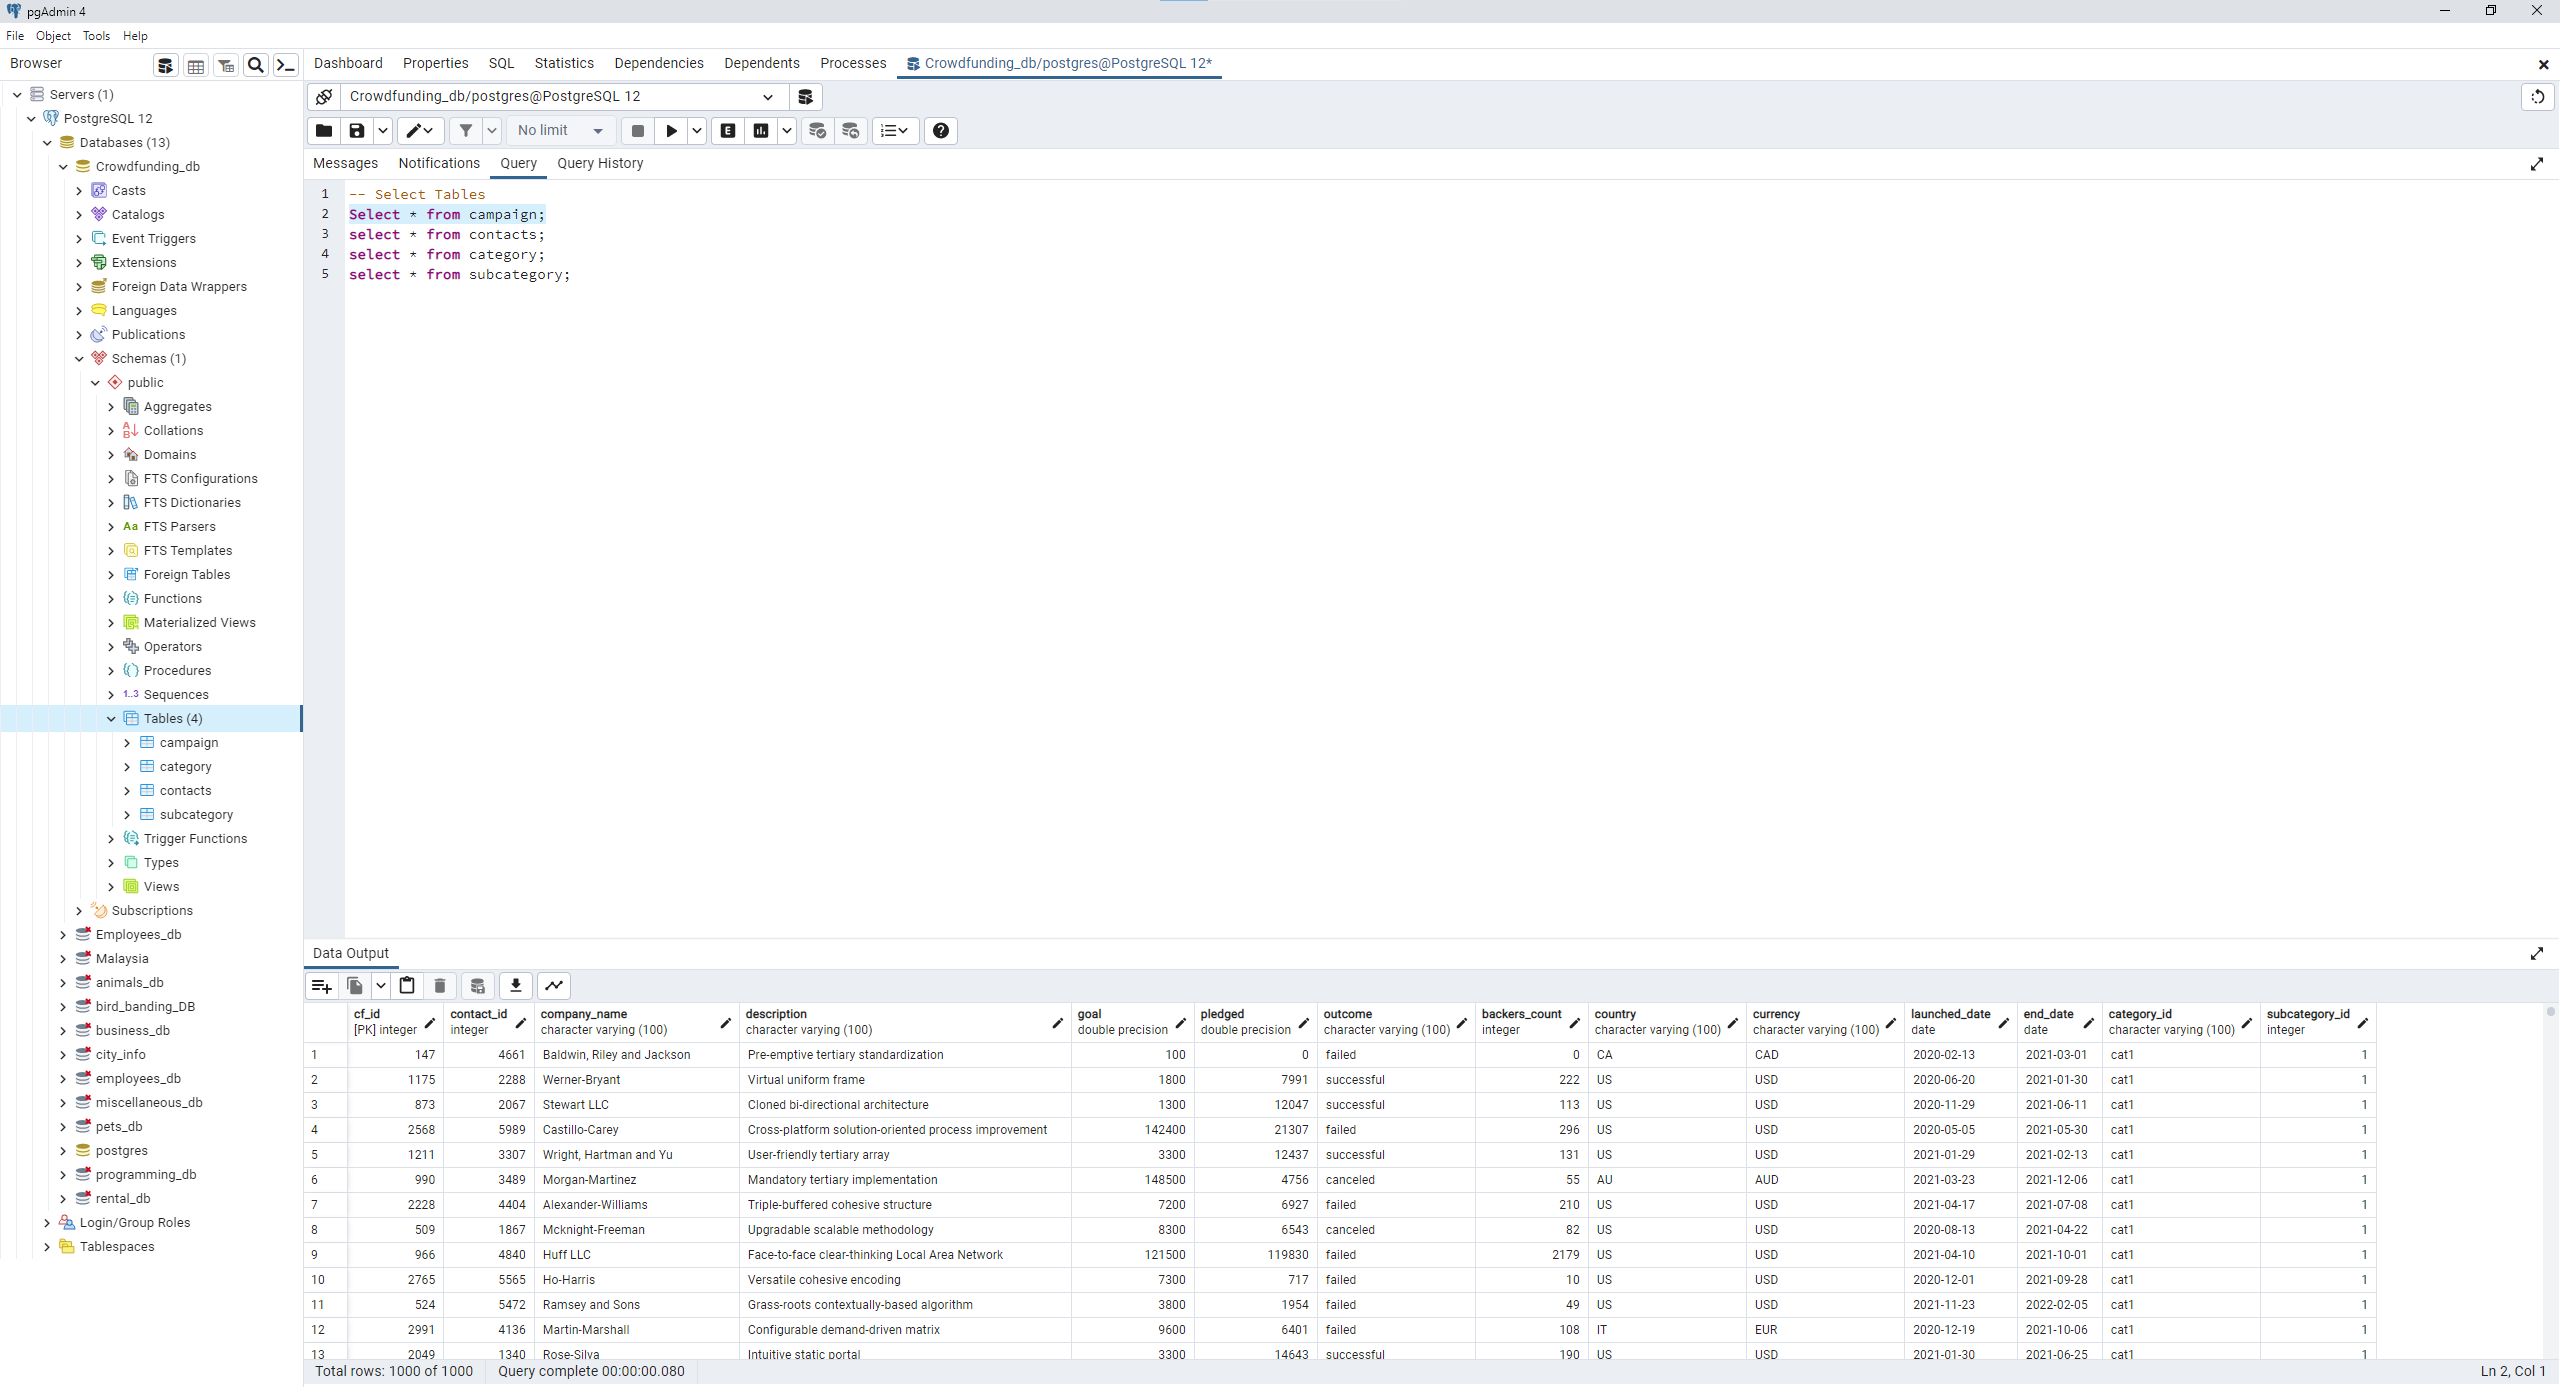 pgAdmin 4
File Object Tools Help
Browser
Dashboard Properties SQL Statistics Dependencies Dependents Processes Crowdfunding_db/postgres@PostgreSQL 12*
Servers (1)
PostgreSQL 12
Databases (13)
Crowdfunding_db
Casts
Catalogs
Event Triggers
Extensions
Foreign Data Wrappers
Languages
Publications
Schemas (1)
public
Aggregates
Collations
Domains
FTS Configurations
FTS Dictionaries
Aa FTS Parsers
FTS Templates
Foreign Tables
Functions
Materialized Views
Operators
Procedures
1..3 Sequences
Tables (4)
campaign
category
contacts
subcategory
Trigger Functions
Types
Views
Subscriptions
Employees_db
Malaysia
animals_db
bird_banding_DB
business_db
city_info
employees_db
miscellaneous_db
pets_db
postgres
programming_db
rental_db
Login/Group Roles
Tablespaces
Crowdfunding_db/postgres@PostgreSQL 12
No limit E
Messages Notifications Query Query History
1 -- Select Tables
2 Select * from campaign;
3 select * from contacts;
4 select * from category;
5 select * from subcategory;
Data Output
cf_id contact_id company_name description goal pledged outcome backers_count country currency launched_date end_date category_id subcategory_id
[PK] integer integer character varying (100) character varying (100) double precision double precision character varying (100) integer character varying (100) character varying (100) date date character varying (100) integer
1 147 4661 Baldwin, Riley and Jackson Pre-emptive tertiary standardization 100 0 failed 0 CA CAD 2020-02-13 2021-03-01 cat1 1
2 1175 2288 Werner-Bryant Virtual uniform frame 1800 7991 successful 222 US USD 2020-06-20 2021-01-30 cat1 1
3 873 2067 Stewart LLC Cloned bi-directional architecture 1300 12047 successful 113 US USD 2020-11-29 2021-06-11 cat1 1
4 2568 5989 Castillo-Carey Cross-platform solution-oriented process improvement 142400 21307 failed 296 US USD 2020-05-05 2021-05-30 cat1 1
5 1211 3307 Wright, Hartman and Yu User-friendly tertiary array 3300 12437 successful 131 US USD 2021-01-29 2021-02-13 cat1 1
6 990 3489 Morgan-Martinez Mandatory tertiary implementation 148500 4756 canceled 55 AU AUD 2021-03-23 2021-12-06 cat1 1
7 2228 4404 Alexander-Williams Triple-buffered cohesive structure 7200 6927 failed 210 US USD 2021-04-17 2021-07-08 cat1 1
8 509 1867 Mcknight-Freeman Upgradable scalable methodology 8300 6543 canceled 82 US USD 2020-08-13 2021-04-22 cat1 1
9 966 4840 Huff LLC Face-to-face clear-thinking Local Area Network 121500 119830 failed 2179 US USD 2021-04-10 2021-10-01 cat1 1
10 2765 5565 Ho-Harris Versatile cohesive encoding 7300 717 failed 10 US USD 2020-12-01 2021-09-28 cat1 1
11 524 5472 Ramsey and Sons Grass-roots contextually-based algorithm 3800 1954 failed 49 US USD 2021-11-23 2022-02-05 cat1 1
12 2991 4136 Martin-Marshall Configurable demand-driven matrix 9600 6401 failed 108 IT EUR 2020-12-19 2021-10-06 cat1 1
13 2049 1340 Rose-Silva Intuitive static portal 3300 14643 successful 190 US USD 2021-01-30 2021-06-25 cat1 1
Total rows: 1000 of 1000 Query complete 00:00:00.080 Ln 2, Col 1